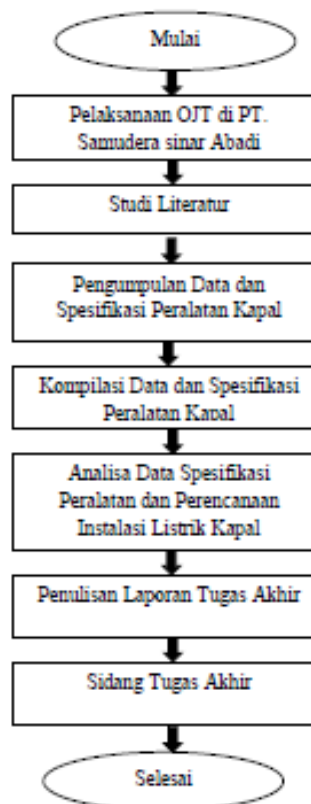 Mulai
Pelaksanaan OJT di PT.
Samudera sinar Abadi
Studi Literatur
Pengumpulan Data dan
Spesifikasi Peralatan Kapal
Kompilasi Data dan Spesifikasi
Peralatan Kapal
Analisa Data Spesifikasi
Peralatan dan Perencanaan
Instalasi Listrik Kapal
Penulisan Laporan Tugas Akhir
Sidang Tugas Akhir
Selesai